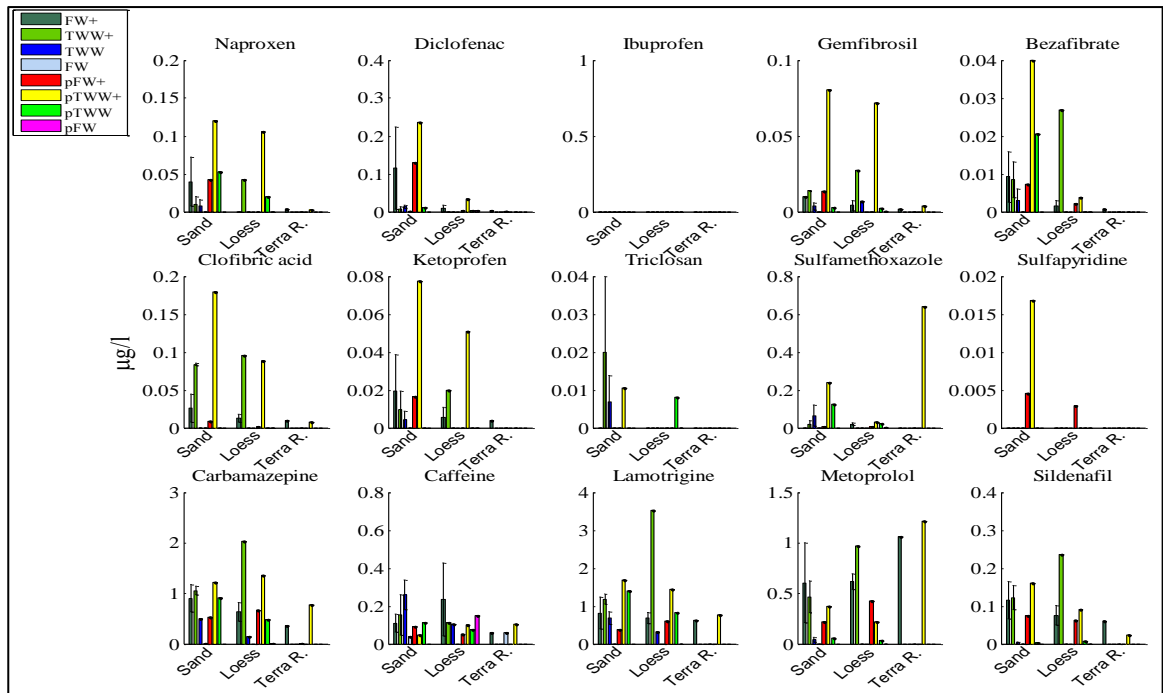 FW+
TWW+
TWW
FW
pFW+
pTWW+
pTWW
pFW
µg/l
Naproxen
0.2
0.15
0.1
0.05
0
Sand
Loess
Terra R.
Diclofenac
0.4
0.3
0.2
0.1
0
Sand
Loess
Terra R.
Ibuprofen
1
0.5
0
Sand
Loess
Terra R.
Gemfibrosil
0.1
0.05
0
Sand
Loess
Terra R.
Bezafibrate
0.04
0.03
0.02
0.01
0
Sand
Loess
Terra R.
Clofibric acid
0.2
0.15
0.1
0.05
0
Sand
Loess
Terra R.
Ketoprofen
0.08
0.06
0.04
0.02
0
Sand
Loess
Terra R.
Triclosan
0.04
0.03
0.02
0.01
0
Sand
Loess
Terra R.
Sulfamethoxazole
0.8
0.6
0.4
0.2
0
Sand
Loess
Terra R.
Sulfapyridine
0.02
0.015
0.01
0.005
0
Sand
Loess
Terra R.
Carbamazepine
3
2
1
0
Sand
Loess
Terra R.
Caffeine
0.8
0.6
0.4
0.2
0
Sand
Loess
Terra R.
Lamotrigine
4
3
2
1
0
Sand
Loess
Terra R.
Metoprolol
1.5
1
0.5
0
Sand
Loess
Terra R.
Sildenafil
0.4
0.3
0.2
0.1
0
Sand
Loess
Terra R.